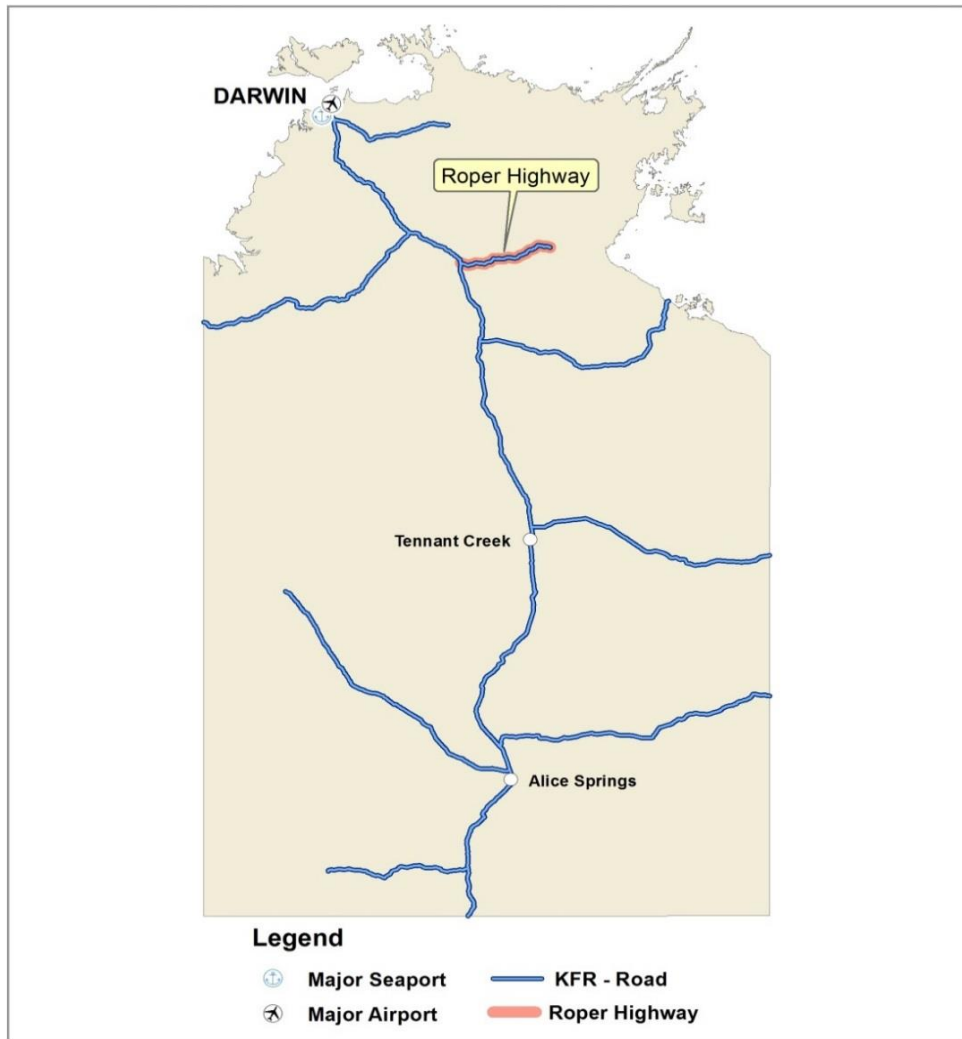 DARWIN
Roper Highway
Tennant Creek
Alice Springs
Legend
Major Seaport
KFR - Road
Major Airport
Roper Highway